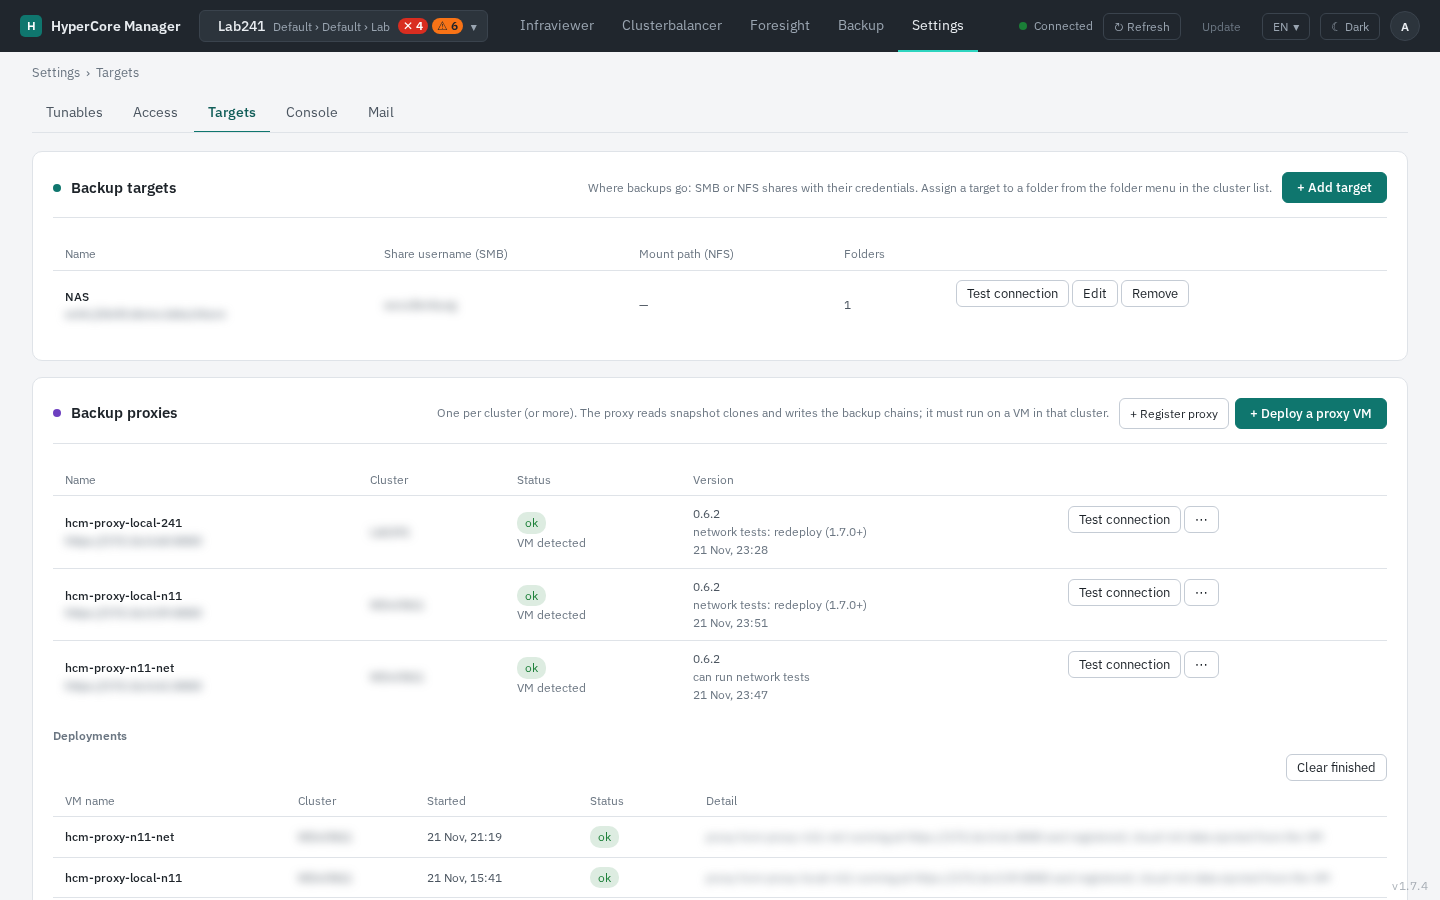 H HyperCore Manager Lab241 Default › Default › Lab ✕ 4 ⚠ 6 ▾ Infraviewer Clusterbalancer Foresight Backup Settings Connected ↻ Refresh Update EN ▾ ☾ Dark A
Settings › Targets
Tunables Access Targets Console Mail
Backup targets Where backups go: SMB or NFS shares with their credentials. Assign a target to a folder from the folder menu in the cluster list. + Add target
Name Share username (SMB) Mount path (NFS) Folders
NAS — 1 Test connection Edit Remove
Backup proxies One per cluster (or more). The proxy reads snapshot clones and writes the backup chains; it must run on a VM in that cluster. + Register proxy + Deploy a proxy VM
Name Cluster Status Version
hcm-proxy-local-241 ok 0.6.2 Test connection ⋯
VM detected network tests: redeploy (1.7.0+)
21 Nov, 23:28
hcm-proxy-local-n11 ok 0.6.2 Test connection ⋯
VM detected network tests: redeploy (1.7.0+)
21 Nov, 23:51
hcm-proxy-n11-net ok 0.6.2 Test connection ⋯
VM detected can run network tests
21 Nov, 23:47
Deployments
Clear finished
VM name Cluster Started Status Detail
hcm-proxy-n11-net 21 Nov, 21:19 ok
hcm-proxy-local-n11 21 Nov, 15:41 ok
v1.7.4